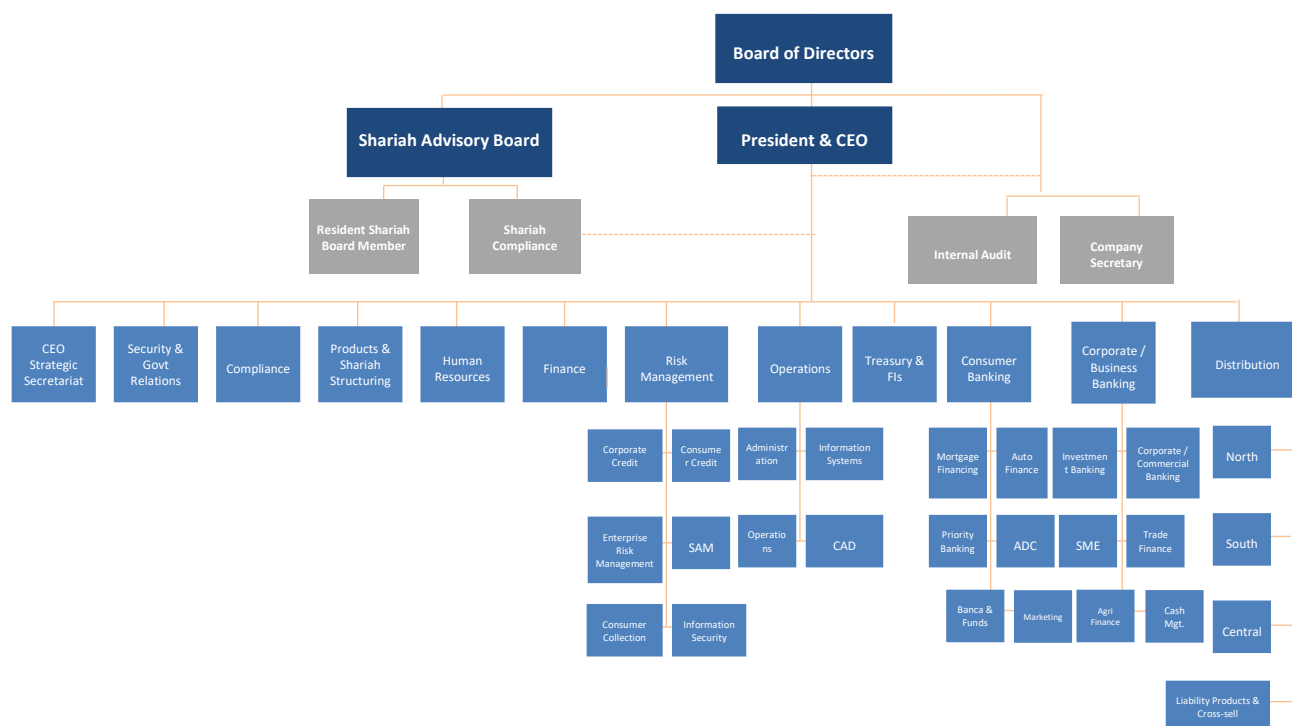 Board of Directors
Shariah Advisory Board
President & CEO
Resident Shariah
Board Member
Shariah
Compliance
Internal Audit
Company
Secretary
CEO
Strategic
Secretariat
Security &
Govt
Relations
Compliance
Products &
Shariah
Structuring
Human
Resources
Finance
Risk
Management
Operations
Treasury &
FIs
Consumer
Banking
Corporate /
Business
Banking
Distribution
Corporate
Credit
Consume
r Credit
Administr
ation
Information
Systems
Mortgage
Financing
Auto
Finance
Investmen
t Banking
Corporate /
Commercial
Banking
North
Enterprise
Risk
Management
SAM
Operatio
ns
CAD
Priority
Banking
ADC
SME
Trade
Finance
South
Consumer
Collection
Information
Security
Banca &
Funds
Marketing
Agri
Finance
Cash
Mgt.
Central
Liability Products &
Cross-sell